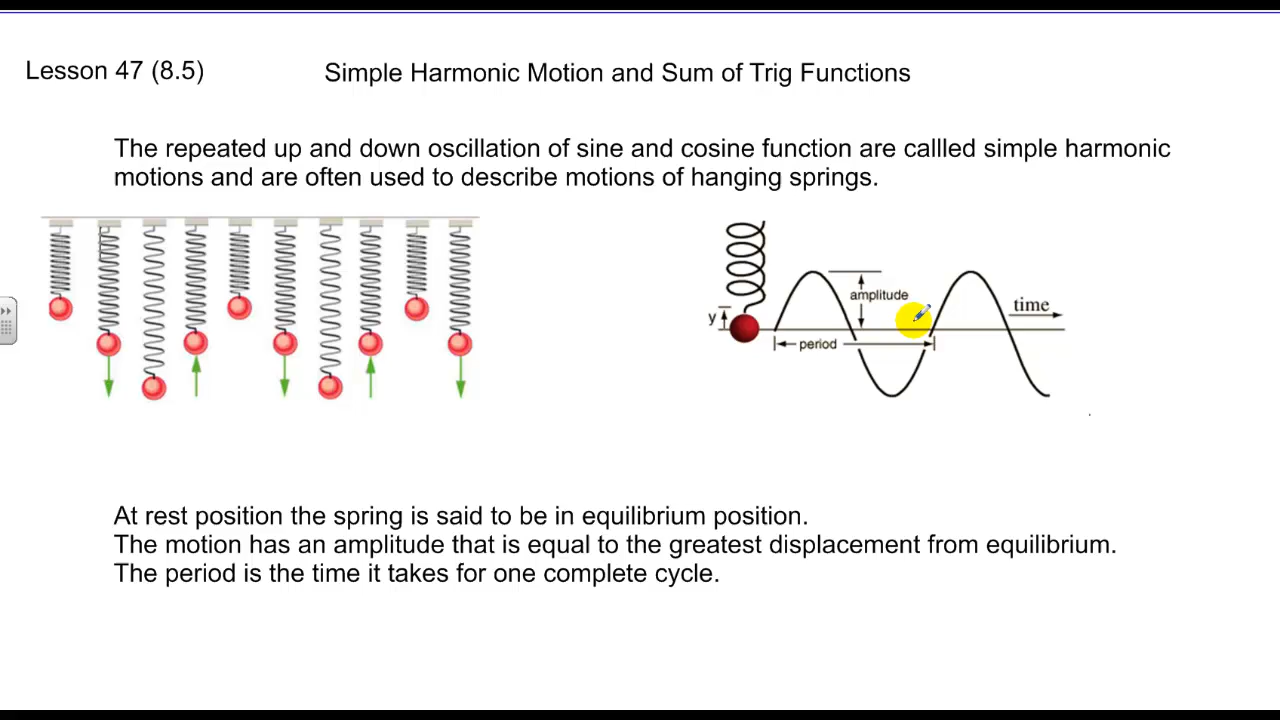 Lesson 47 (8.5)
Simple Harmonic Motion and Sum of Trig Functions
The repeated up and down oscillation of sine and cosine function are callled simple harmonic
motions and are often used to describe motions of hanging springs.
amplitude
time
y
period
At rest position the spring is said to be in equilibrium position.
The motion has an amplitude that is equal to the greatest displacement from equilibrium.
The period is the time it takes for one complete cycle.